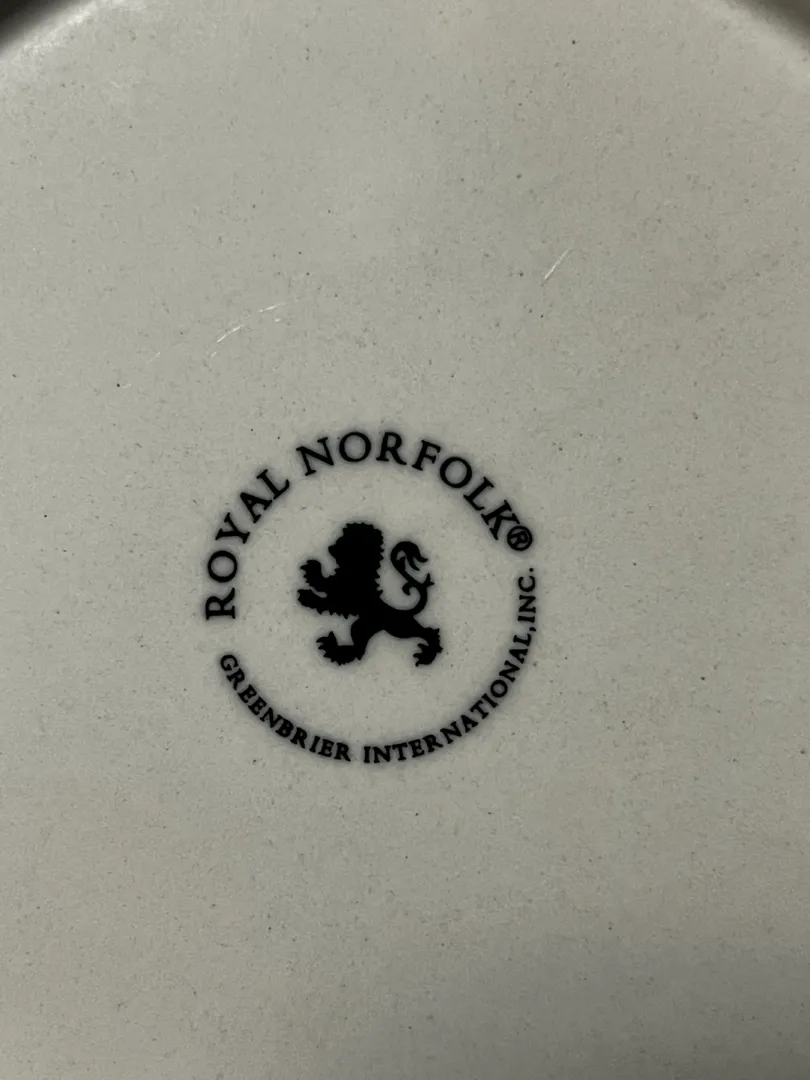 ROYAL NORFOLK®
GREENBRIER INTERNATIONAL, INC.